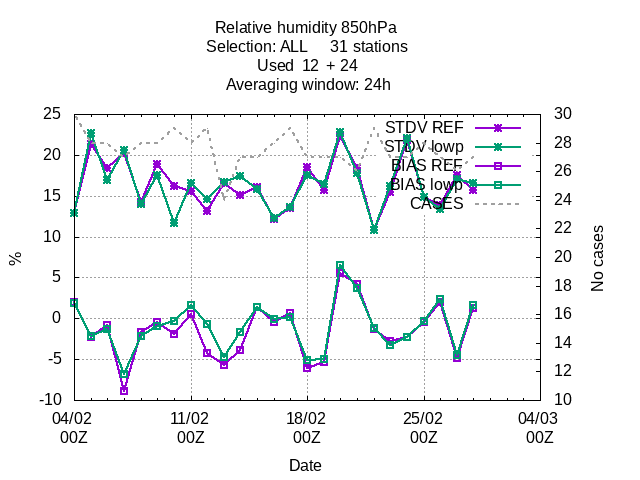 Relative humidity 850hPa
Selection: ALL 31 stations
Used 12 + 24
Averaging window: 24h
25 30
STDV REF
28
STDV lowp
20
BIAS REF
26
BIAS lowp
15 24
CASES
22
10
20
%
No cases
5
18
0
16
14
-5
12
-10 10
04/02 11/02 18/02 25/02 04/03
00Z 00Z 00Z 00Z 00Z
Date